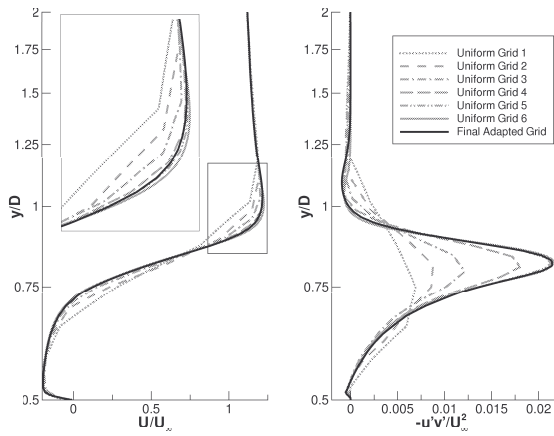 2
1.75
1.5
1.25
1
0.75
0.5
y/D
0
0.5
1
U/U∞
2
1.75
1.5
1.25
1
0.75
0.5
y/D
Uniform Grid 1
Uniform Grid 2
Uniform Grid 3
Uniform Grid 4
Uniform Grid 5
Uniform Grid 6
Final Adapted Grid
0
0.005
0.01
0.015
0.02
-u'v'/U²∞